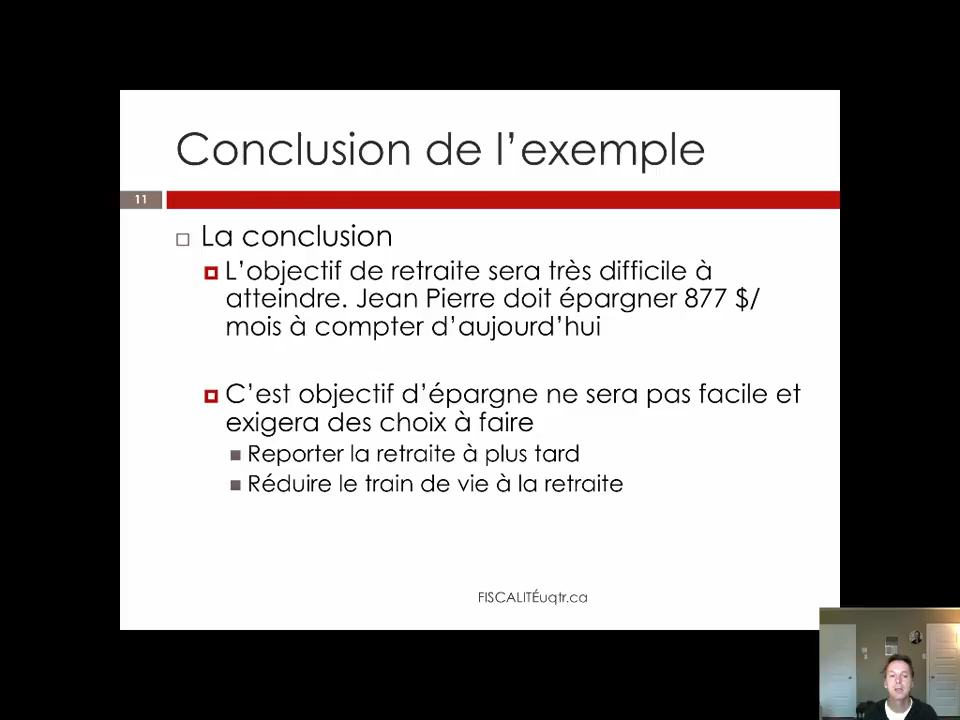 Conclusion de l’exemple
11
La conclusion
L’objectif de retraite sera très difficile à
atteindre. Jean Pierre doit épargner 877 $/
mois à compter d’aujourd’hui
C’est objectif d’épargne ne sera pas facile et
exigera des choix à faire
Reporter la retraite à plus tard
Réduire le train de vie à la retraite
FISCALITÉuqtr.ca